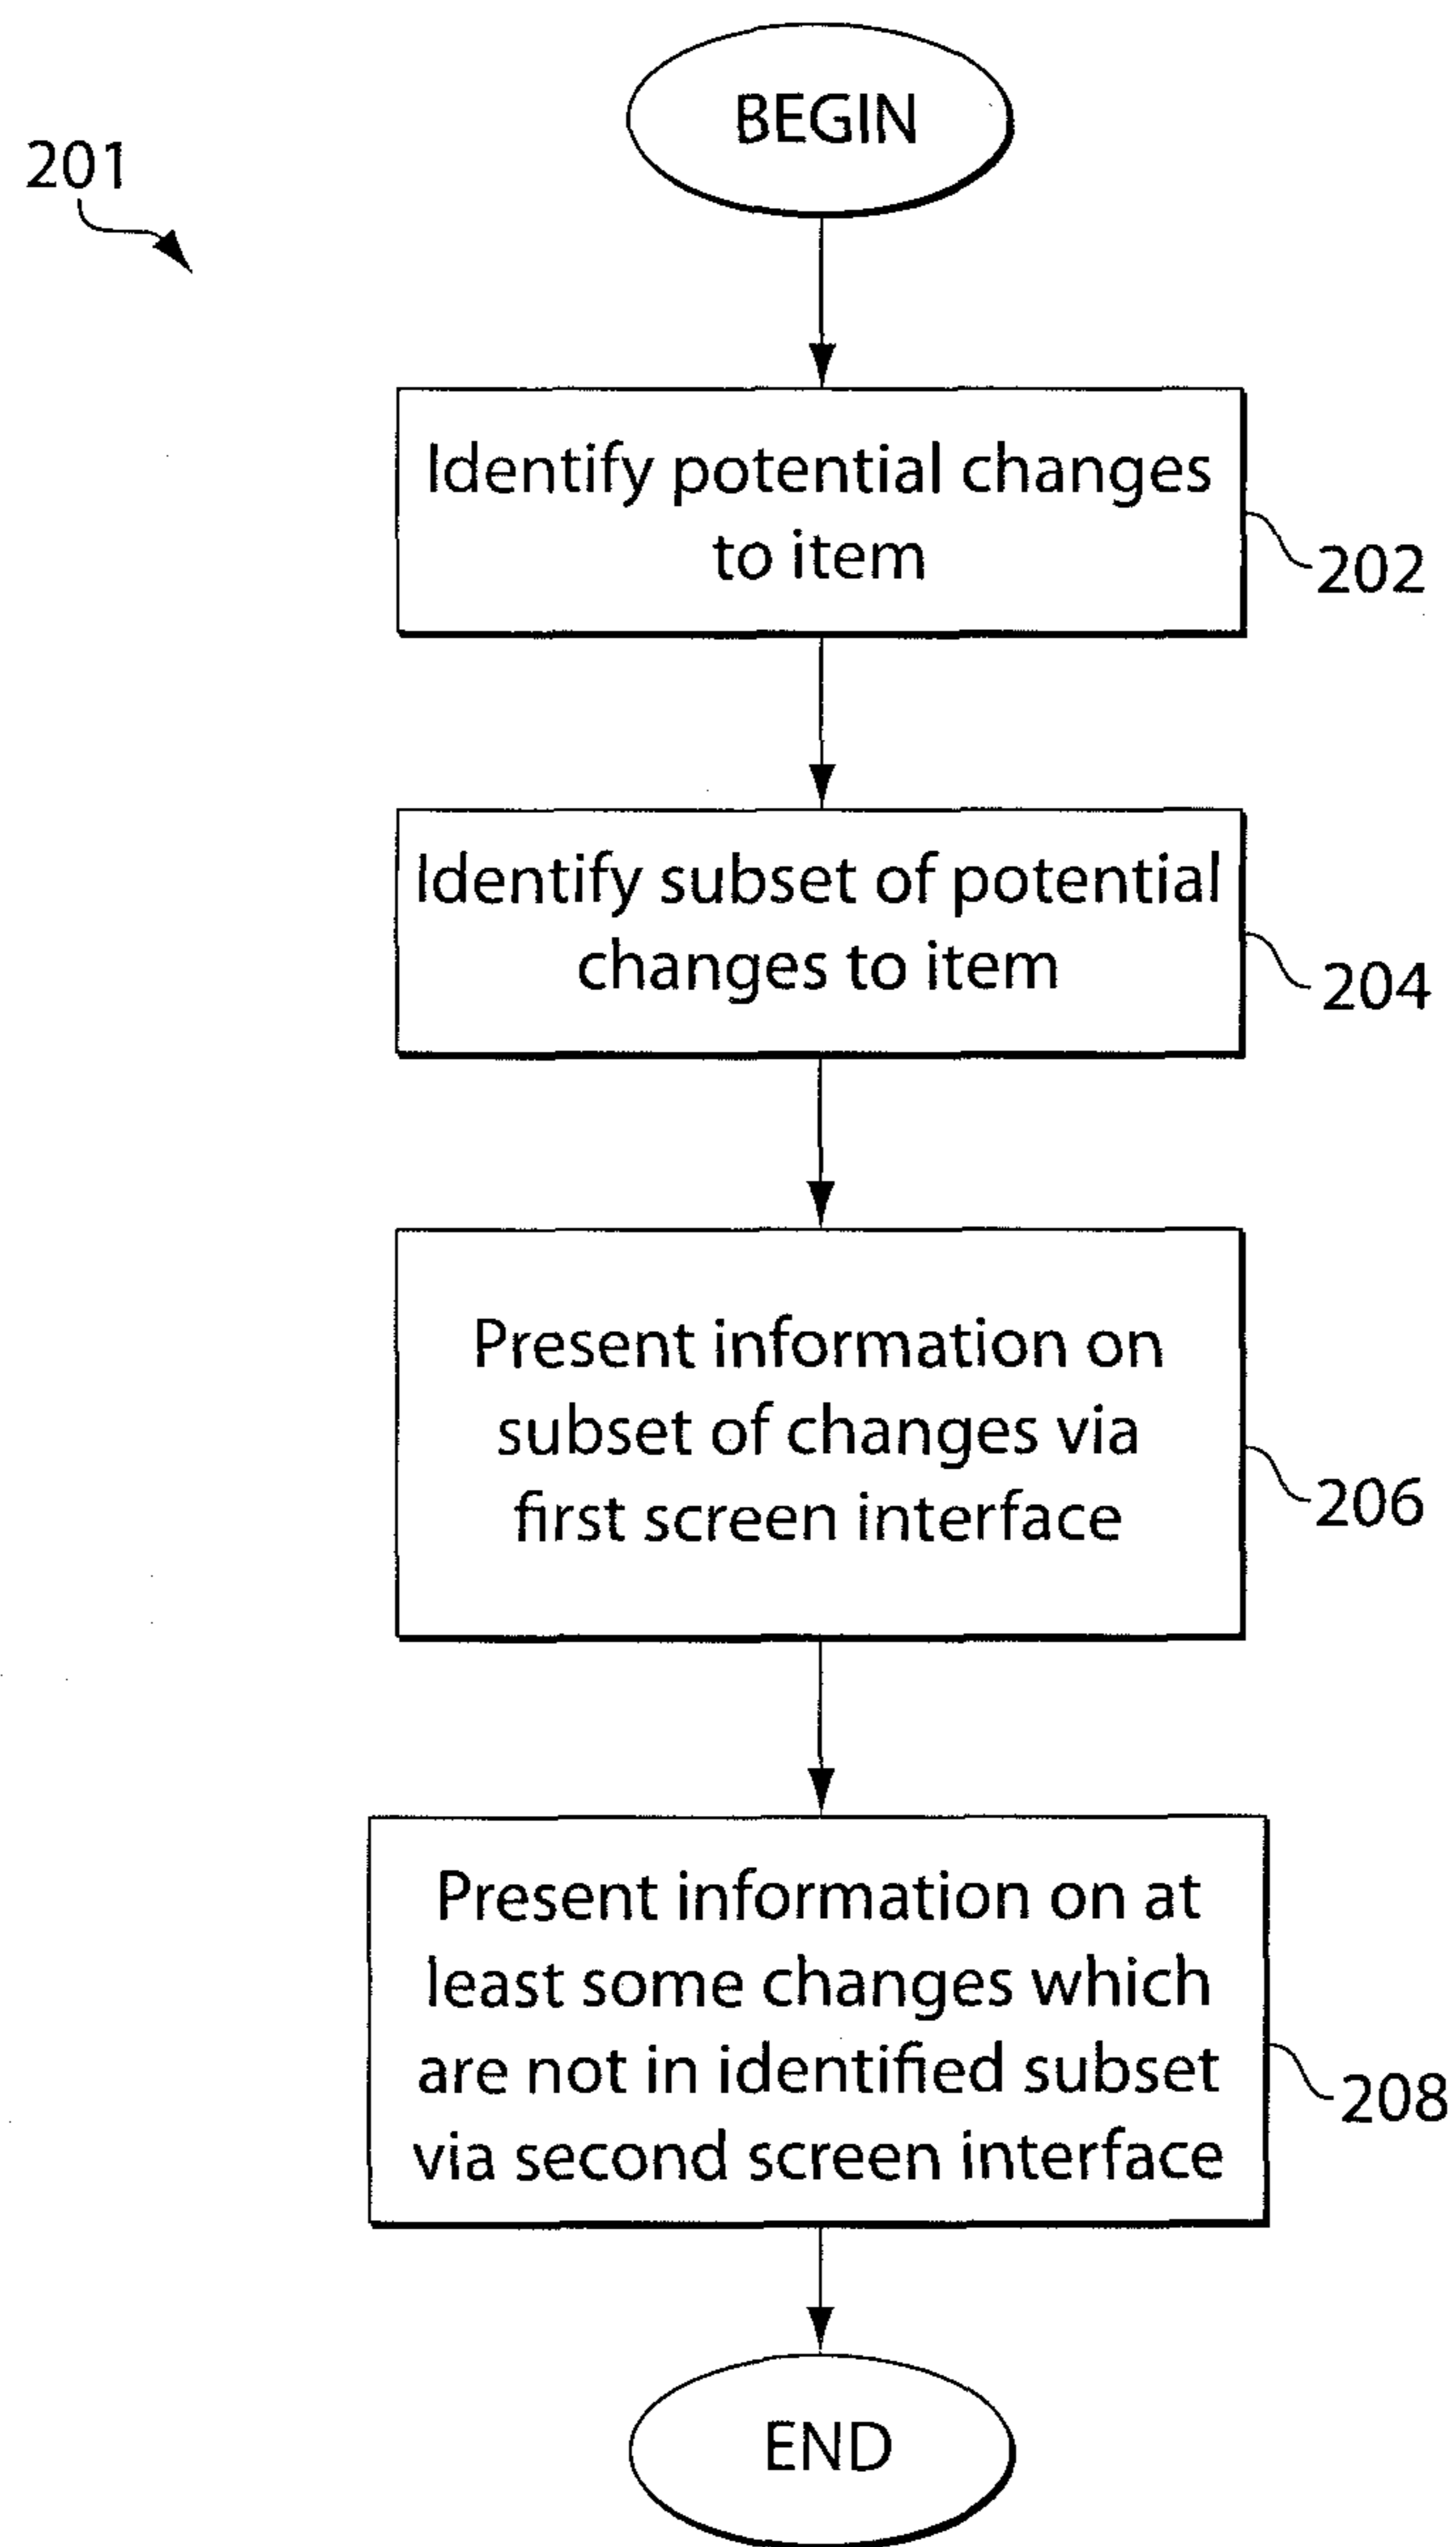 BEGIN
201
Identify potential changes
to item
202
Identify subset of potential
changes to item
204
Present information on
subset of changes via
first screen interface
206
Present information on at
least some changes which
are not in identified subset
via second screen interface
208
END